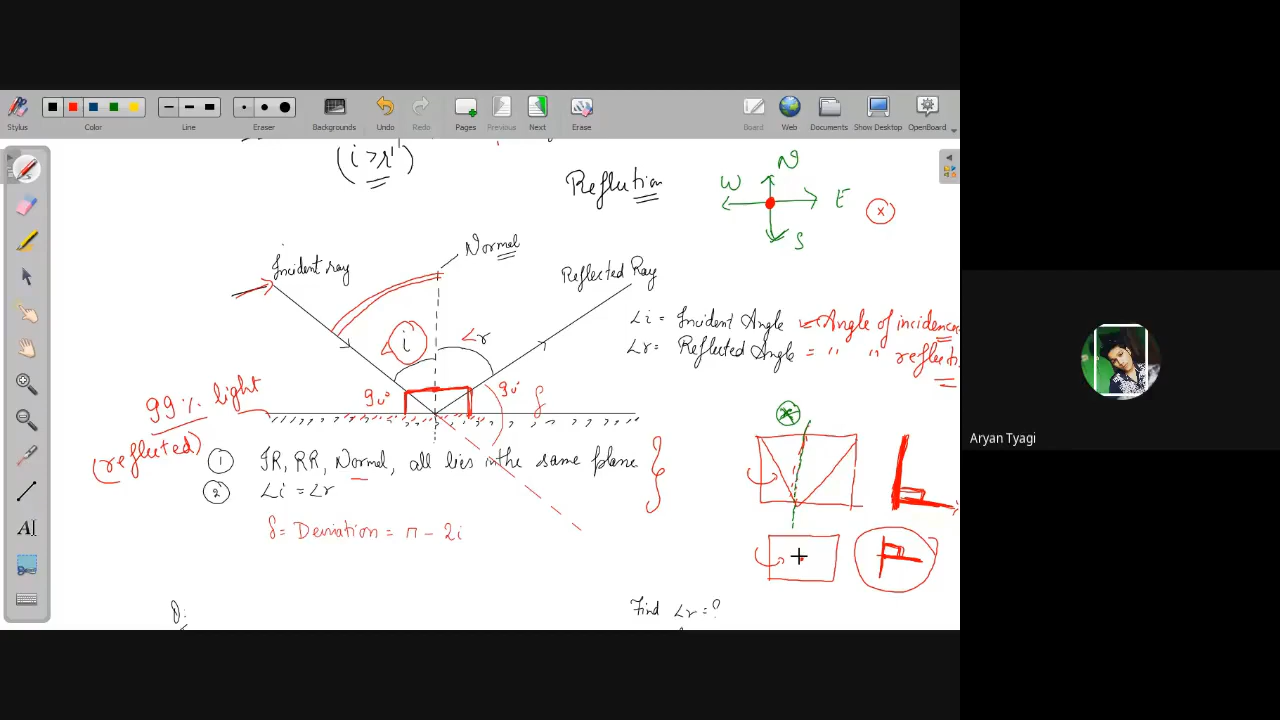 Stylus
Color
Line
Eraser
Backgrounds
Undo
Redo
Pages
Previous
Next
Erase
Board
Web
Documents
Show Desktop
OpenBoard
(i > r")
Reflution
N
W
E
S
x
Normal
i
Incident ray
Reflected Ray
∠i = Incident Angle
Angle of incidence
∠r = Reflected Angle = " " reflecti
i
∠r
90°
90°
δ
99% light
(reflected)
1 IR, RR, Normal, all lies in the same plane
2 ∠i = ∠r
δ = Deviation = π - 2i
Find ∠r = ?
Aryan Tyagi